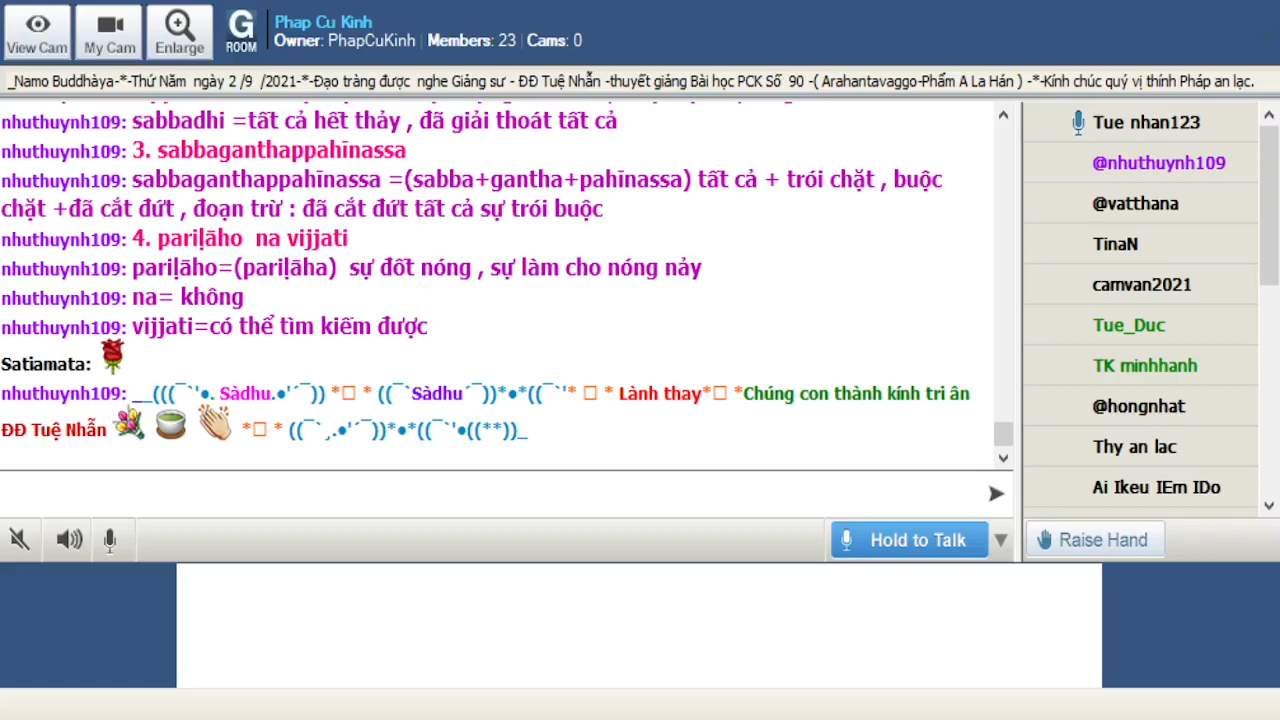 View Cam
My Cam
Enlarge
G
ROOM
Phap Cu Kinh
Owner: PhapCuKinh | Members: 23 | Cams: 0
_Namo Buddhàya-*-Thứ Năm ngày 2 /9 /2021-*-Đạo tràng được nghe Giảng sư - ĐĐ Tuệ Nhẫn -thuyết giảng Bài học PCK Số 90 -( Arahantavaggo-Phẩm A La Hán ) -*-Kính chúc quý vị thính Pháp an lạc.
nhuthuynh109: sabbadhi =tất cả hết thảy , đã giải thoát tất cả
nhuthuynh109: 3. sabbaganthappahīnassa
nhuthuynh109: sabbaganthappahīnassa =(sabba+gantha+pahīnassa) tất cả + trói chặt , buộc
chặt +đã cắt đứt , đoạn trừ : đã cắt đứt tất cả sự trói buộc
nhuthuynh109: 4. pariḷāho na vijjati
nhuthuynh109: pariḷāho=(pariḷāha) sự đốt nóng , sự làm cho nóng nảy
nhuthuynh109: na= không
nhuthuynh109: vijjati=có thể tìm kiếm được
Satiamata:
nhuthuynh109: __(((¯`'•. Sàdhu.•'´¯)) *□ * ((¯`Sàdhu´¯))*•*((¯`'* □ * Lành thay*□ *Chúng con thành kính tri ân
ĐĐ Tuệ Nhẫn *□ * ((¯`¸.•'´¯))*•*((¯`'•((**))_
Hold to Talk
Tue nhan123
@nhuthuynh109
@vatthana
TinaN
camvan2021
Tue_Duc
TK minhhanh
@hongnhat
Thy an lac
Ai Ikeu IEm IDo
Raise Hand